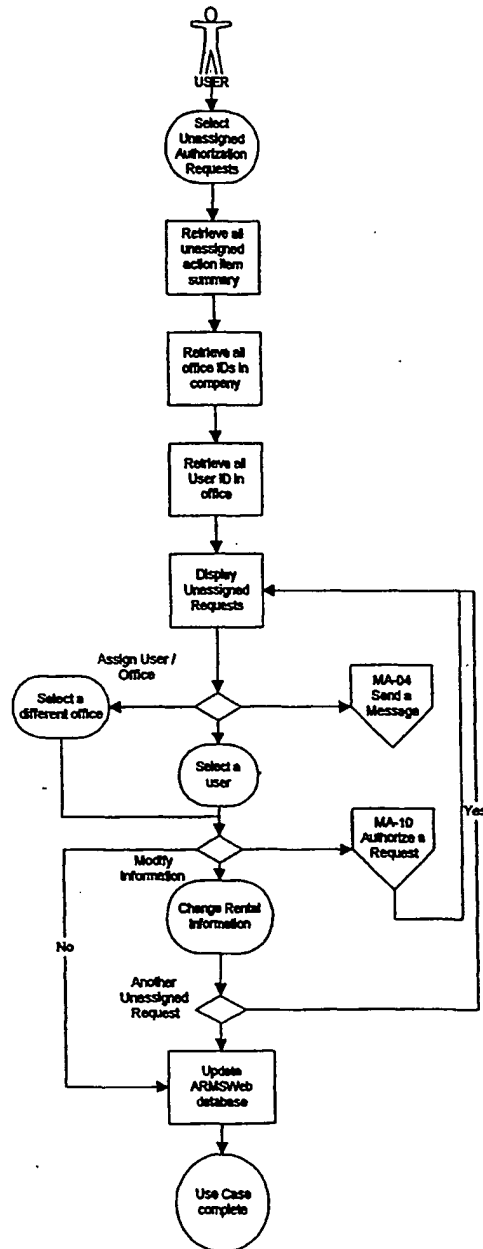 USER
Select
Unassigned
Authorization
Requests
Retrieve all
unassigned
action item
summary
Retrieve all
office IDs in
company
Retrieve all
User ID in
office
Display
Unassigned
Requests
Assign User /
Office
Select a
different office
MA-04
Send a
Message
Select a
user
Yes
MA-10
Authorize a
Request
Modify
Information
Change Rental
Information
No
Another
Unassigned
Request
Update
ARMSWeb
database
Use Case
complete